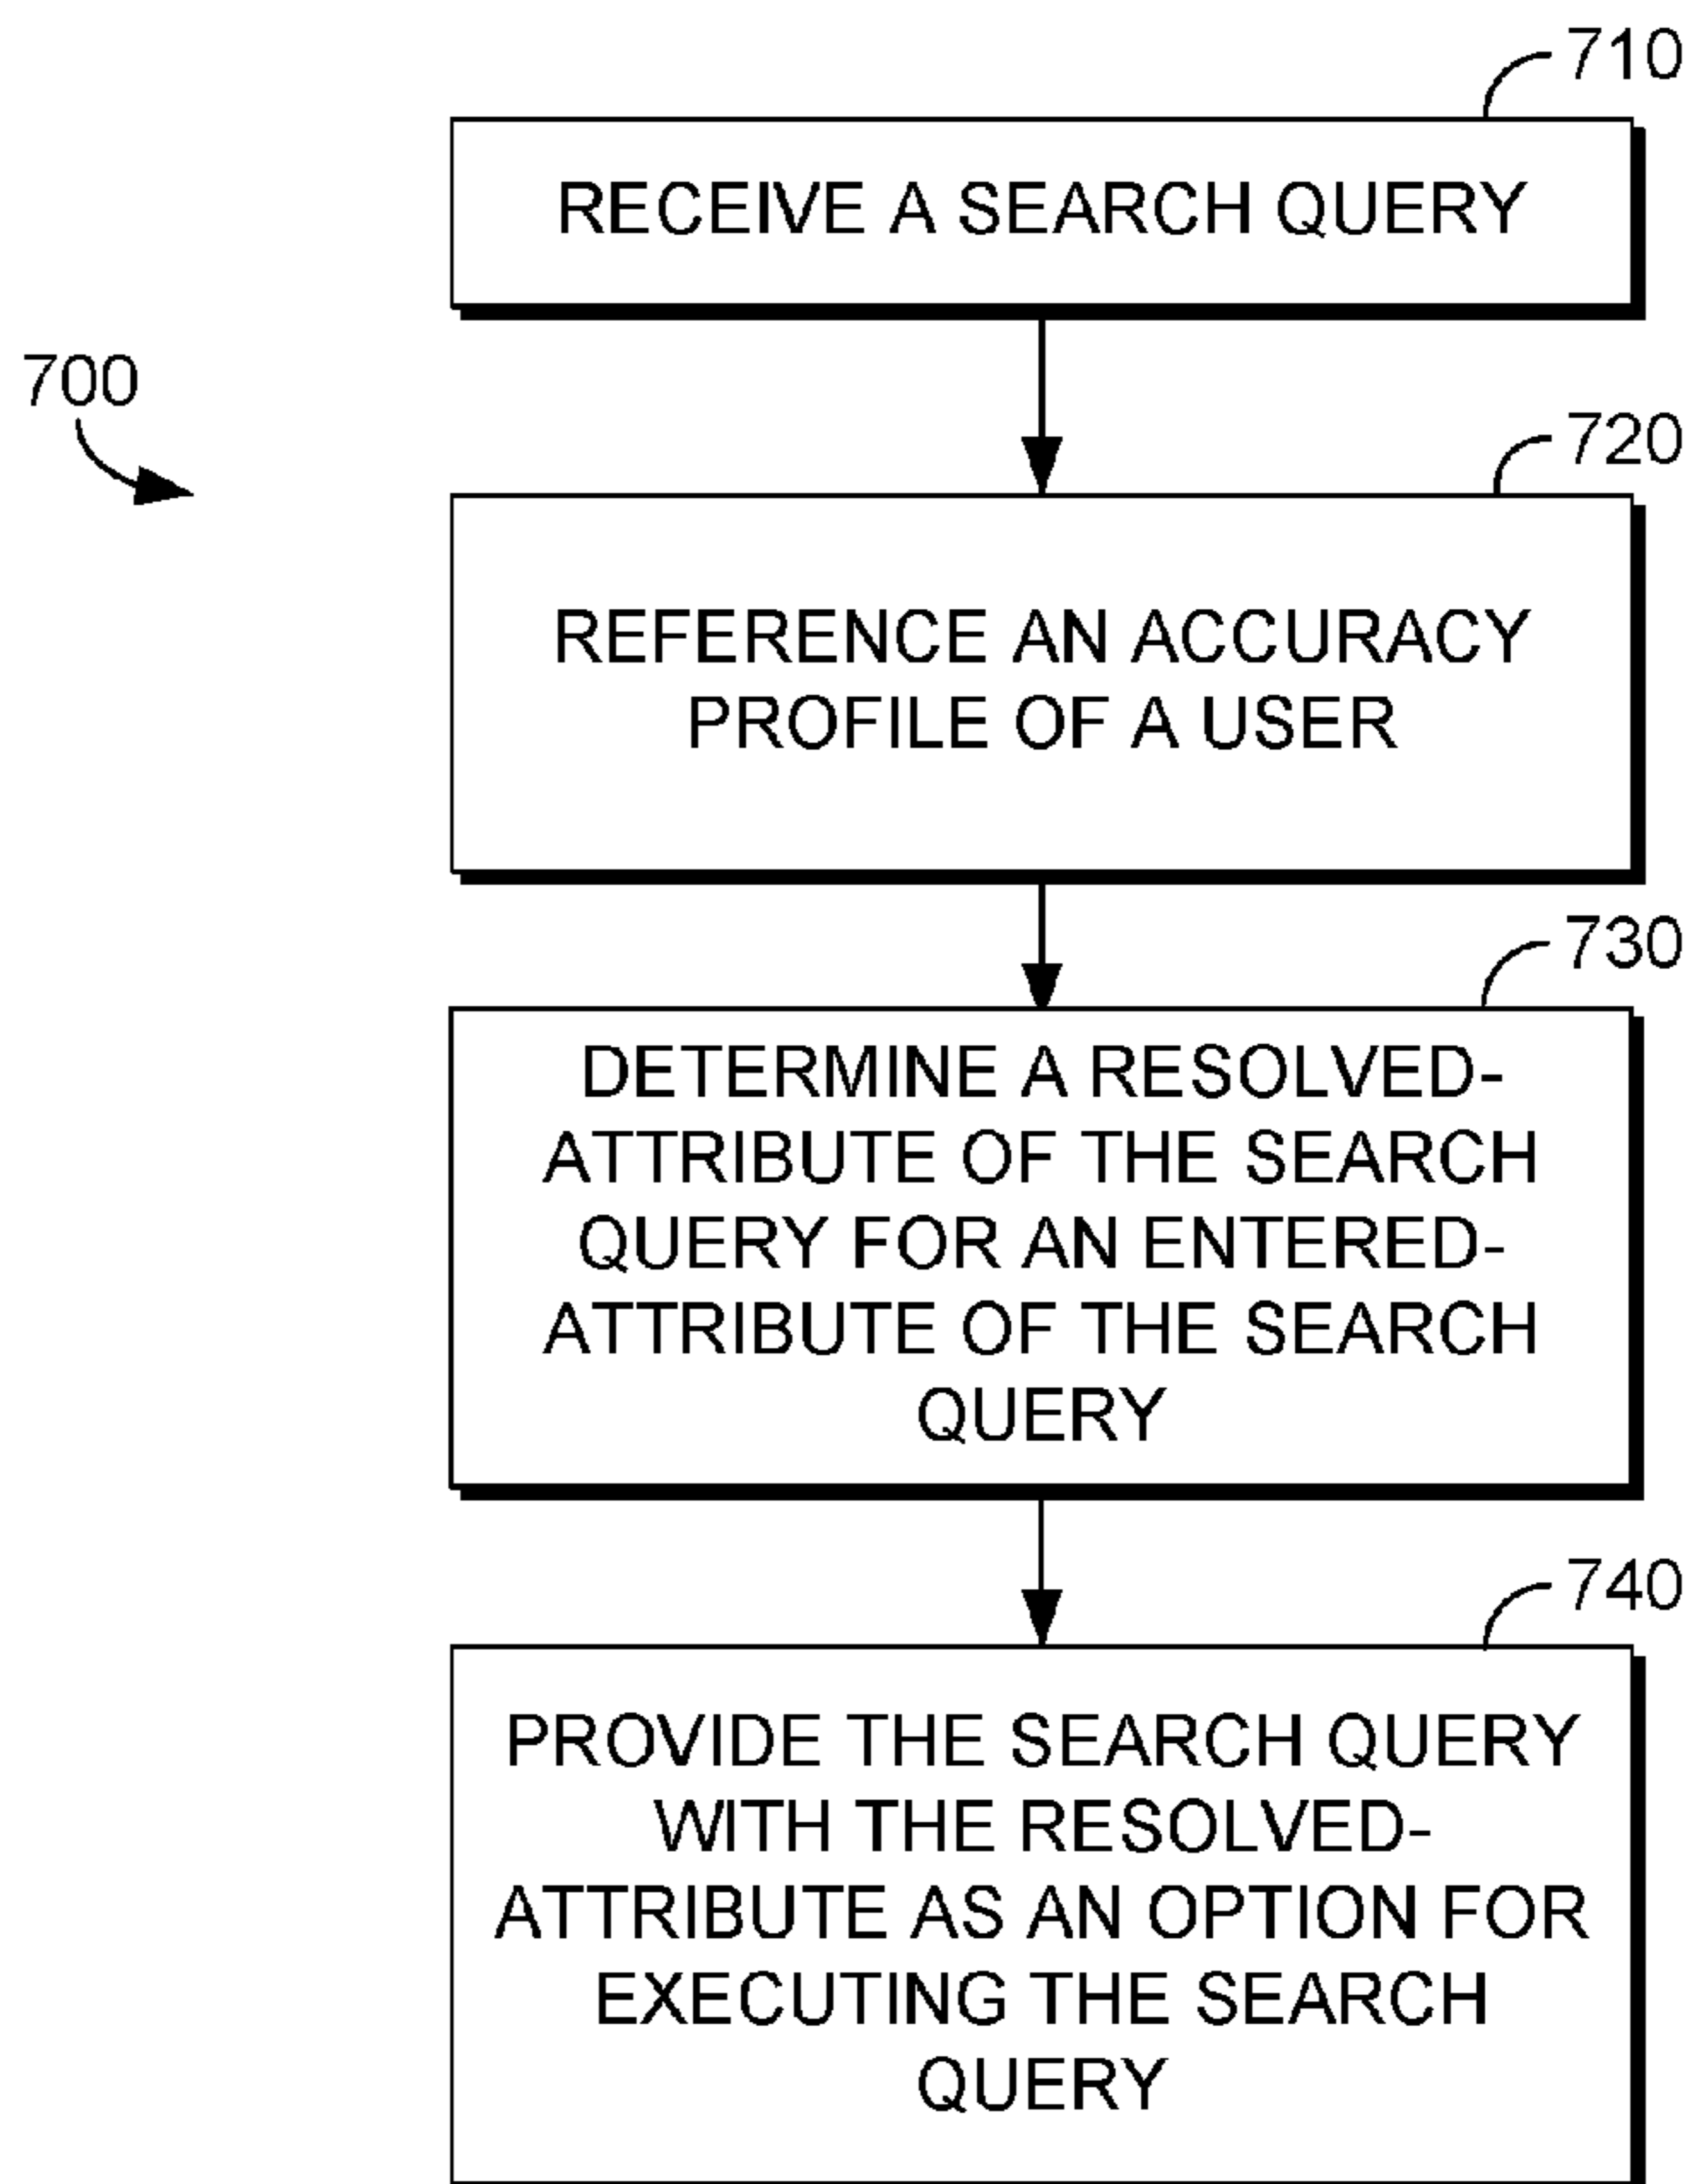 710
RECEIVE A SEARCH QUERY
700
720
REFERENCE AN ACCURACY
PROFILE OF A USER
730
DETERMINE A RESOLVED-
ATTRIBUTE OF THE SEARCH
QUERY FOR AN ENTERED-
ATTRIBUTE OF THE SEARCH
QUERY
740
PROVIDE THE SEARCH QUERY
WITH THE RESOLVED-
ATTRIBUTE AS AN OPTION FOR
EXECUTING THE SEARCH
QUERY